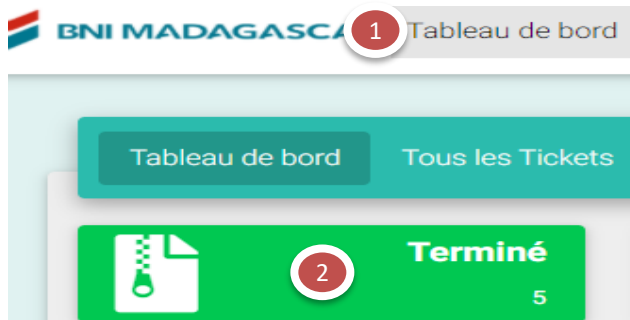 BNI MADAGASCA 1 Tableau de bord
Tableau de bord Tous les Tickets
Terminé
2
5